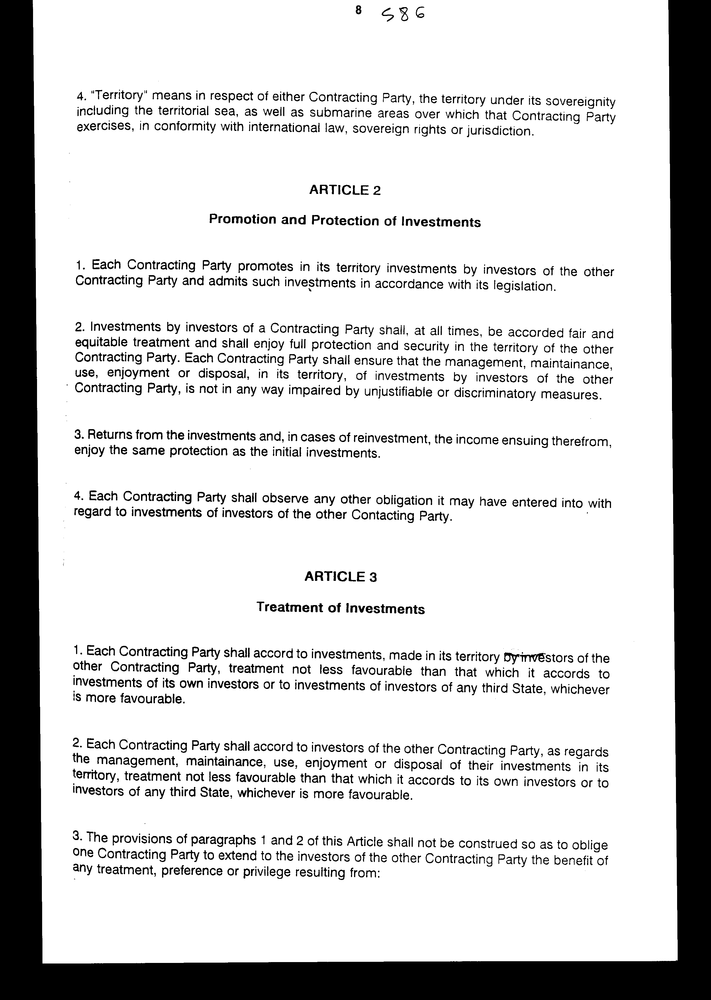 8 586
4. "Territory" means in respect of either Contracting Party, the territory under its sovereignity
including the territorial sea, as well as submarine areas over which that Contracting Party
exercises, in conformity with international law, sovereign rights or jurisdiction.
ARTICLE 2
Promotion and Protection of Investments
1. Each Contracting Party promotes in its territory investments by investors of the other
Contracting Party and admits such investments in accordance with its legislation.
2. Investments by investors of a Contracting Party shall, at all times, be accorded fair and
equitable treatment and shall enjoy full protection and security in the territory of the other
Contracting Party. Each Contracting Party shall ensure that the management, maintainance,
use, enjoyment or disposal, in its territory, of investments by investors of the other
Contracting Party, is not in any way impaired by unjustifiable or discriminatory measures.
3. Returns from the investments and, in cases of reinvestment, the income ensuing therefrom,
enjoy the same protection as the initial investments.
4. Each Contracting Party shall observe any other obligation it may have entered into with
regard to investments of investors of the other Contacting Party.
ARTICLE 3
Treatment of Investments
1. Each Contracting Party shall accord to investments, made in its territory by investors of the
other Contracting Party, treatment not less favourable than that which it accords to
investments of its own investors or to investments of investors of any third State, whichever
is more favourable.
2. Each Contracting Party shall accord to investors of the other Contracting Party, as regards
the management, maintainance, use, enjoyment or disposal of their investments in its
territory, treatment not less favourable than that which it accords to its own investors or to
investors of any third State, whichever is more favourable.
3. The provisions of paragraphs 1 and 2 of this Article shall not be construed so as to oblige
one Contracting Party to extend to the investors of the other Contracting Party the benefit of
any treatment, preference or privilege resulting from: